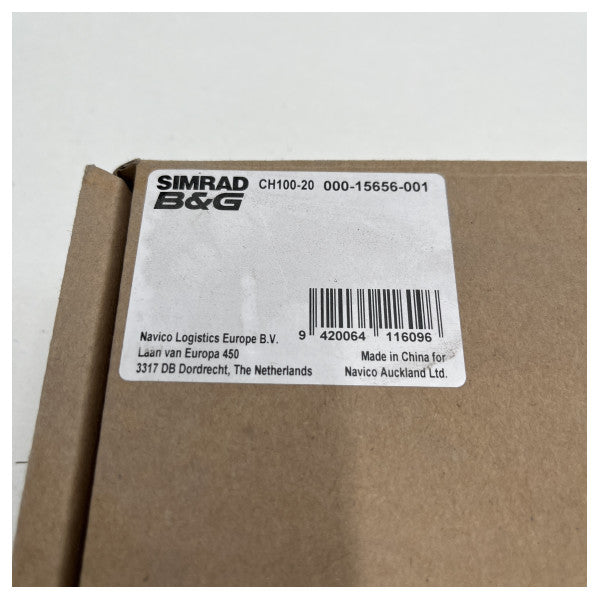 SIMRAD CH100-20 000-15656-001
B&G
9 420064 116096
Navico Logistics Europe B.V.
Laan van Europa 450
3317 DB Dordrecht, The Netherlands
Made in China for
Navico Auckland Ltd.